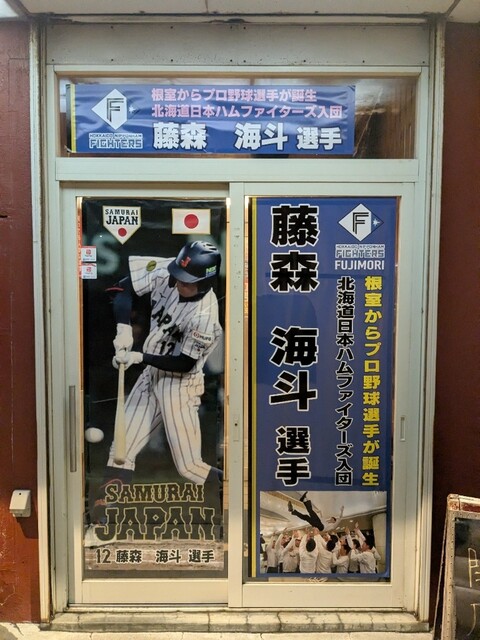 根室からプロ野球選手が誕生
北海道日本ハムファイターズ入団
藤森 海斗 選手
F
HOKKAIDO NIPPONHAM
FIGHTERS
SAMURAI
JAPAN
SAMURAI
JAPAN
12 藤森 海斗 選手
F
HOKKAIDO NIPPONHAM
FIGHTERS
FUJIMORI
根室からプロ野球選手が誕生
北海道日本ハムファイターズ入団
藤森 海斗 選手